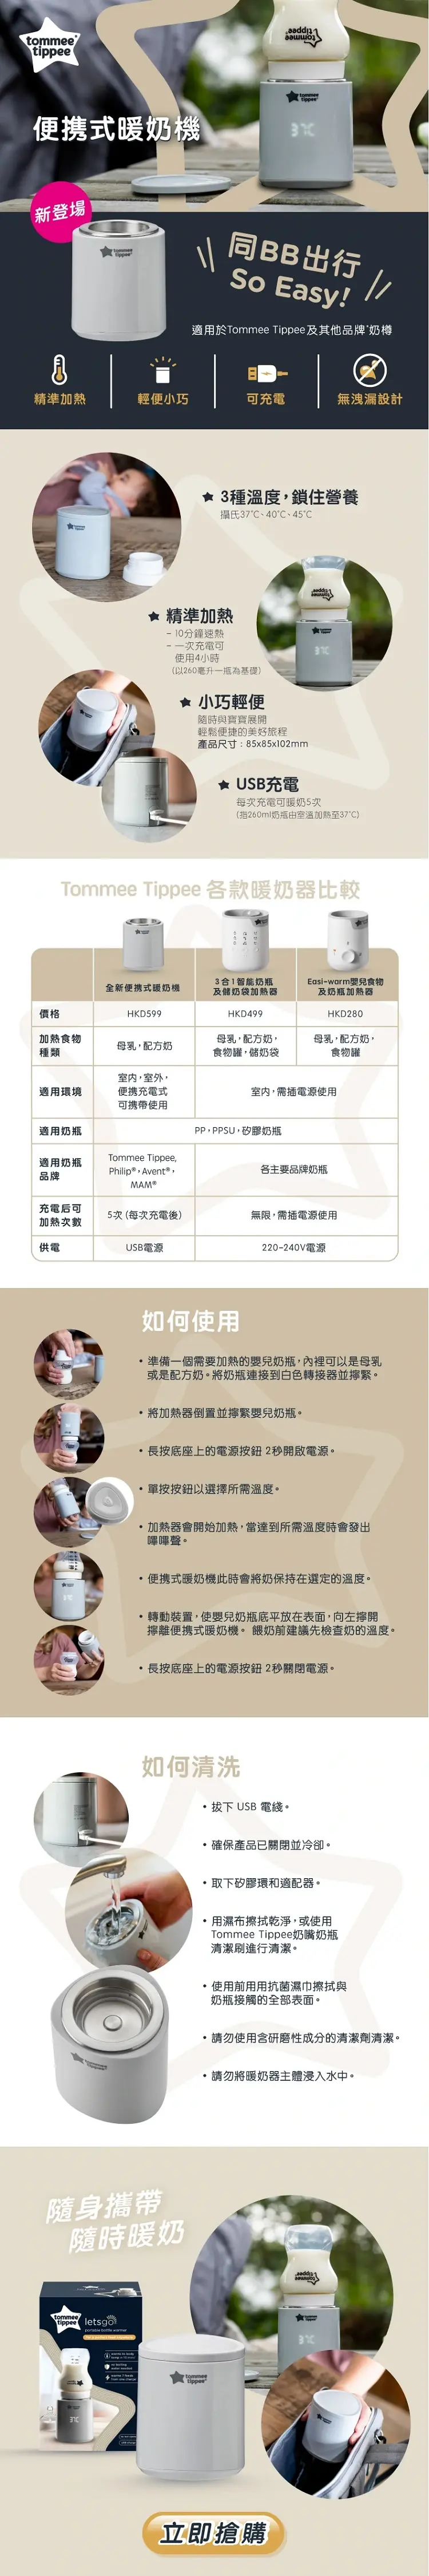 tommee
tippee
便携式暖奶機
新登場
同BB出行
So Easy!
適用於Tommee Tippee及其他品牌*奶樽
精準加熱
輕便小巧
可充電
無洩漏設計
3種溫度，鎖住營養
攝氏37°C、40°C、45°C
精準加熱
- 10分鐘速熱
- 一次充電可
使用4小時
(以260毫升一瓶為基礎)
小巧輕便
隨時與寶寶展開
輕鬆便捷的美好旅程
產品尺寸：85x85x102mm
USB充電
每次充電可暖奶5次
(指260ml奶瓶由室溫加熱至37°C)
Tommee Tippee 各款暖奶器比較
全新便携式暖奶機
3合1智能奶瓶
及儲奶袋加熱器
Easi-warm嬰兒食物
及奶瓶加熱器
價格
HKD599
HKD499
HKD280
加熱食物
種類
母乳，配方奶
母乳，配方奶，
食物罐，儲奶袋
母乳，配方奶，
食物罐
適用環境
室內，室外，
便携充電式
可携帶使用
室內，需插電源使用
適用奶瓶
PP，PPSU，矽膠奶瓶
適用奶瓶
品牌
Tommee Tippee,
Philip®，Avent®，
MAM®
各主要品牌奶瓶
充電后可
加熱次數
5次 (每次充電後)
無限，需插電源使用
供電
USB電源
220-240V電源
如何使用
• 準備一個需要加熱的嬰兒奶瓶，內裡可以是母乳
或是配方奶。將奶瓶連接到白色轉接器並擰緊。
• 將加熱器倒置並擰緊嬰兒奶瓶。
• 長按底座上的電源按鈕 2秒開啟電源。
• 單按按鈕以選擇所需溫度。
• 加熱器會開始加熱，當達到所需溫度時會發出
嗶嗶聲。
• 便携式暖奶機此時會將奶保持在選定的溫度。
• 轉動裝置，使嬰兒奶瓶底平放在表面，向左擰開
擰離便携式暖奶機。 餵奶前建議先檢查奶的溫度。
• 長按底座上的電源按鈕 2秒關閉電源。
如何清洗
• 拔下 USB 電綫。
• 確保產品已關閉並冷卻。
• 取下矽膠環和適配器。
• 用濕布擦拭乾淨，或使用
Tommee Tippee奶嘴奶瓶
清潔刷進行清潔。
• 使用前用用抗菌濕巾擦拭與
奶瓶接觸的全部表面。
• 請勿使用含研磨性成分的清潔劑清潔。
• 請勿將暖奶器主體浸入水中。
隨身攜帶
隨時暖奶
tommee
tippee
letsgo
portable bottle warmer
37℃
tommee
tippee
立即搶購